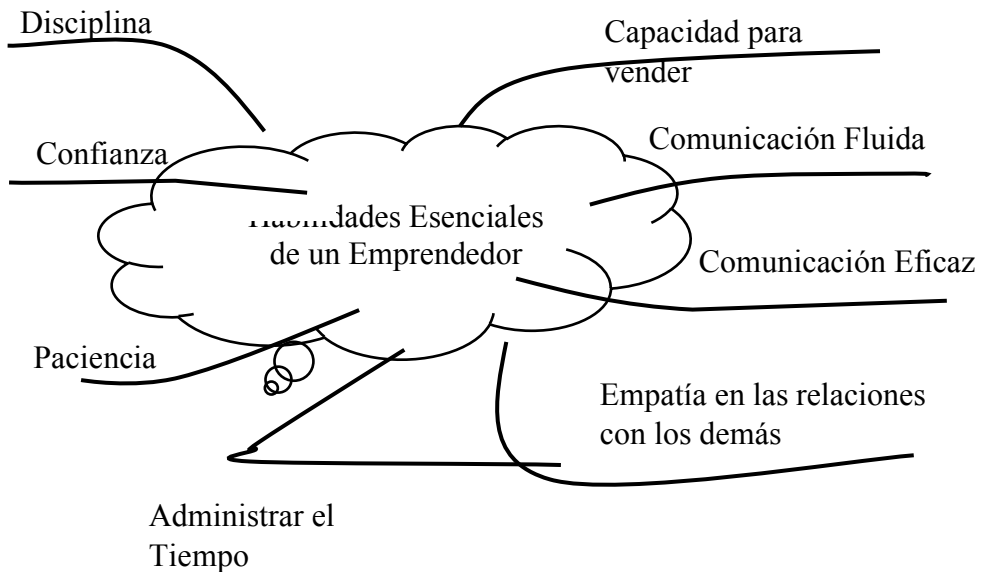 Disciplina
Capacidad para
vender
Comunicación Fluida
Confianza
Habilidades Esenciales
de un Emprendedor
Comunicación Eficaz
Paciencia
Empatía en las relaciones
con los demás
Administrar el
Tiempo